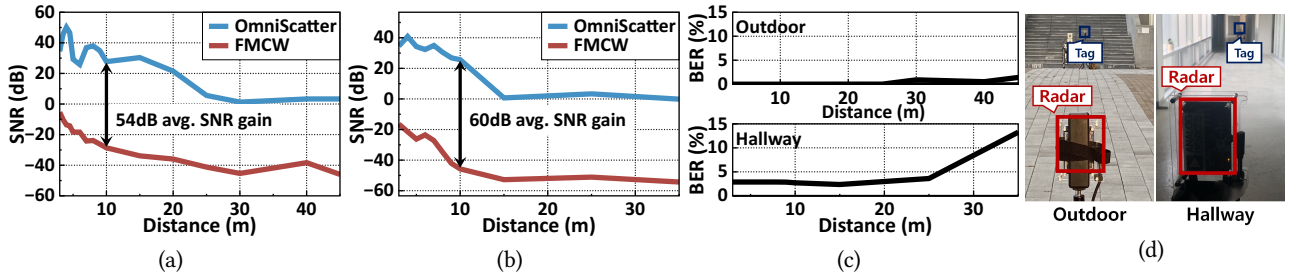 60
40
20
0
-20
-40
60
SNR (dB)
OmniScatter
FMCW
54dB avg. SNR gain
10
20
30
40
Distance (m)
(a)
60
40
20
0
-20
-40
-60
SNR (dB)
OmniScatter
FMCW
60dB avg. SNR gain
10
20
30
Distance (m)
(b)
15
10
5
0
BER (%)
Outdoor
10
20
30
40
Distance (m)
15
10
5
0
BER (%)
Hallway
10
20
30
Distance (m)
(c)
Tag
Radar
Outdoor
Tag
Radar
Hallway
(d)